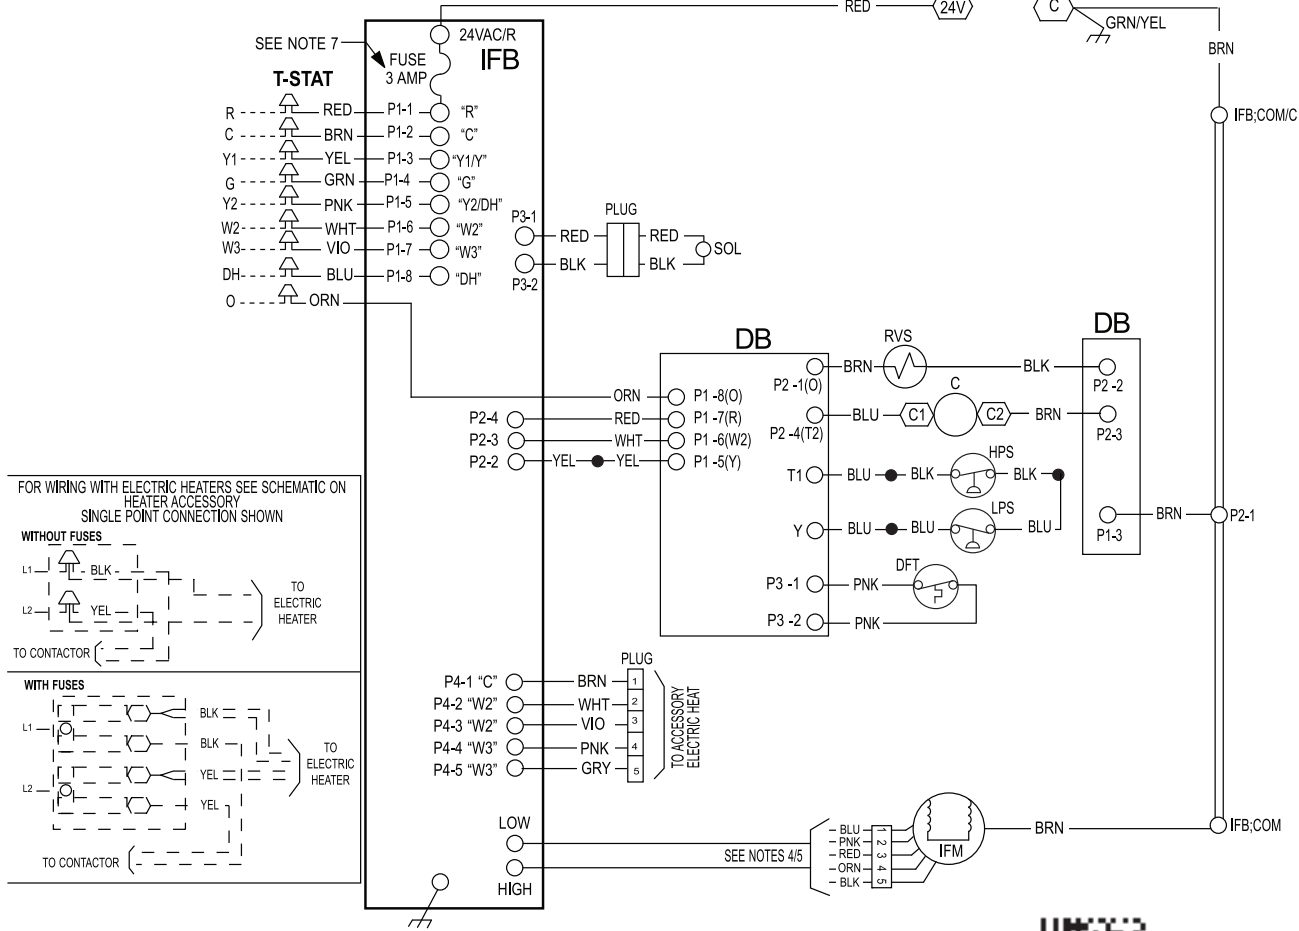 RED
24V
C
GRN/YEL
BRN
24VAC/R
IFB
SEE NOTE 7
FUSE
3 AMP
T-STAT
R RED P1-1 "R"
C BRN P1-2 "C"
Y1 YEL P1-3 "Y1/Y"
G GRN P1-4 "G"
Y2 PNK P1-5 "Y2/DH"
W2 WHT P1-6 "W2"
W3 VIO P1-7 "W3"
DH BLU P1-8 "DH"
O ORN
IFB;COM/C
P3-1
PLUG
RED RED
SOL
BLK BLK
P3-2
DB
DB
RVS
BRN BLK
P2 -1(O)
P2 -2
C
ORN P1 -8(O)
P2-4 RED P1 -7(R)
P2-3 WHT P1 -6(W2)
P2-2 YEL YEL P1 -5(Y)
BLU C1 C2 BRN
P2 -4(T2)
P2-3
HPS
T1 BLU BLK BLK
LPS
Y BLU BLU BLU
BRN P2-1
P1-3
DFT
P3 -1 PNK
P3 -2 PNK
FOR WIRING WITH ELECTRIC HEATERS SEE SCHEMATIC ON
HEATER ACCESSORY
SINGLE POINT CONNECTION SHOWN
WITHOUT FUSES
L1 BLK
L2 YEL
TO
ELECTRIC
HEATER
TO CONTACTOR
WITH FUSES
L1
BLK
BLK
L2
YEL
YEL
TO
ELECTRIC
HEATER
TO CONTACTOR
PLUG
P4-1 "C" BRN 1
P4-2 "W2" WHT 2
P4-3 "W2" VIO 3
P4-4 "W3" PNK 4
P4-5 "W3" GRY 5
TO ACCESSORY
ELECTRIC HEAT
LOW
HIGH
SEE NOTES 4/5
BLU 1
PNK 2
RED 3
ORN 4
BLK 5
IFM
BRN
IFB;COM